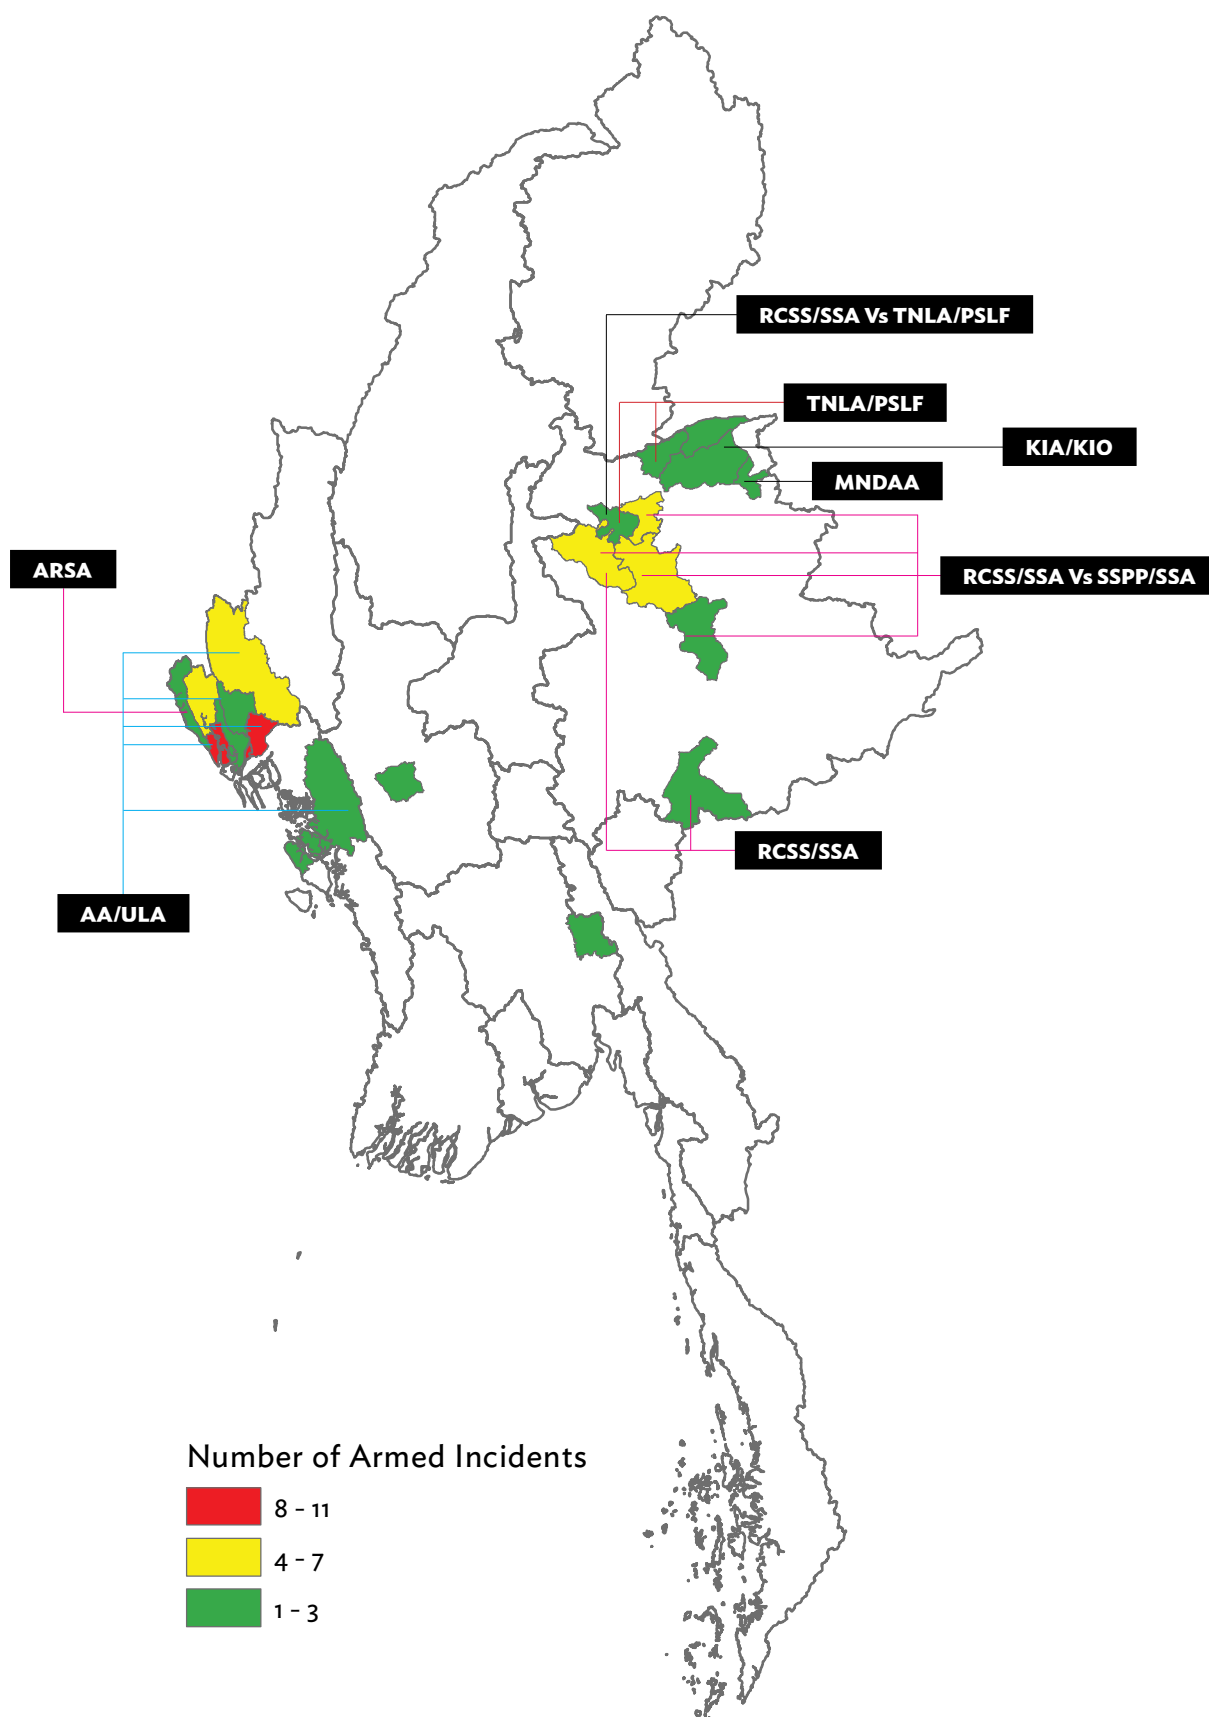 RCSS/SSA Vs TNLA/PSLF
TNLA/PSLF
KIA/KIO
MNDAA
ARSA
RCSS/SSA Vs SSPP/SSA
RCSS/SSA
AA/ULA
Number of Armed Incidents
8 - 11
4 - 7
1 - 3